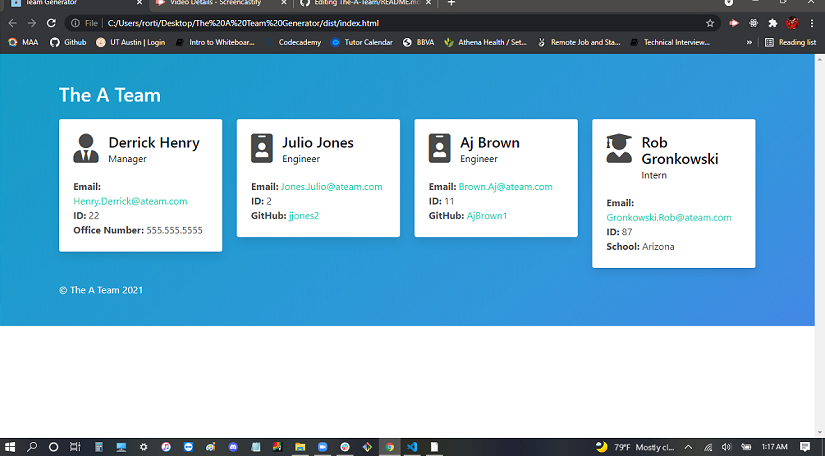 Team Generator
Video Details - Screencastify
Editing The-A-Team/README.md
File
C:/Users/rorti/Desktop/The%20A%20Team%20Generator/dist/index.html
MAA
Github
UT Austin | Login
Intro to Whiteboar...
Codecademy
Tutor Calendar
BBVA
Athena Health / Set...
Remote Job and Sta...
Technical Interview...
»
Reading list
The A Team
Derrick Henry
Manager
Email:
Henry.Derrick@ateam.com
ID: 22
Office Number: 555.555.5555
Julio Jones
Engineer
Email: Jones.Julio@ateam.com
ID: 2
GitHub: jjones2
Aj Brown
Engineer
Email: Brown.Aj@ateam.com
ID: 11
GitHub: AjBrown1
Rob
Gronkowski
Intern
Email:
Gronkowski.Rob@ateam.com
ID: 87
School: Arizona
© The A Team 2021
79°F Mostly cl...
1:17 AM